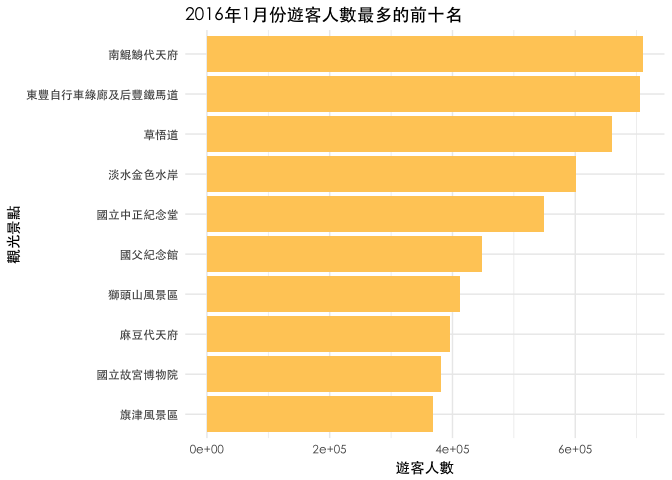 2016年1月份遊客人數最多的前十名
南鯤鯓代天府
東豐自行車綠廊及后豐鐵馬道
草悟道
淡水金色水岸
國立中正紀念堂
國父紀念館
獅頭山風景區
麻豆代天府
國立故宮博物院
旗津風景區
觀光景點
0e+00 2e+05 4e+05 6e+05
遊客人數